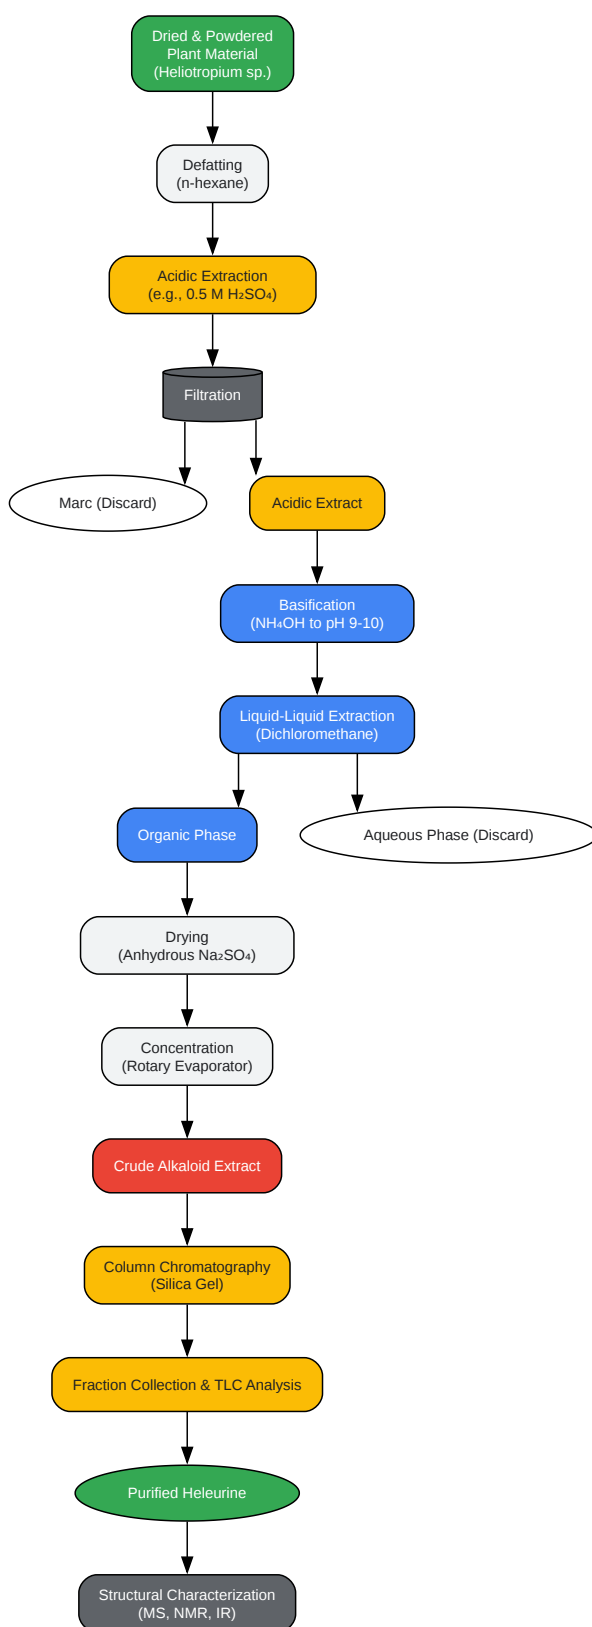 Dried & Powdered
Plant Material
(Heliotropium sp.)
Defatting
(n-hexane)
Acidic Extraction
(e.g., 0.5 M H₂SO₄)
Filtration
Marc (Discard)
Acidic Extract
Basification
(NH₄OH to pH 9-10)
Liquid-Liquid Extraction
(Dichloromethane)
Organic Phase
Aqueous Phase (Discard)
Drying
(Anhydrous Na₂SO₄)
Concentration
(Rotary Evaporator)
Crude Alkaloid Extract
Column Chromatography
(Silica Gel)
Fraction Collection & TLC Analysis
Purified Heleurine
Structural Characterization
(MS, NMR, IR)